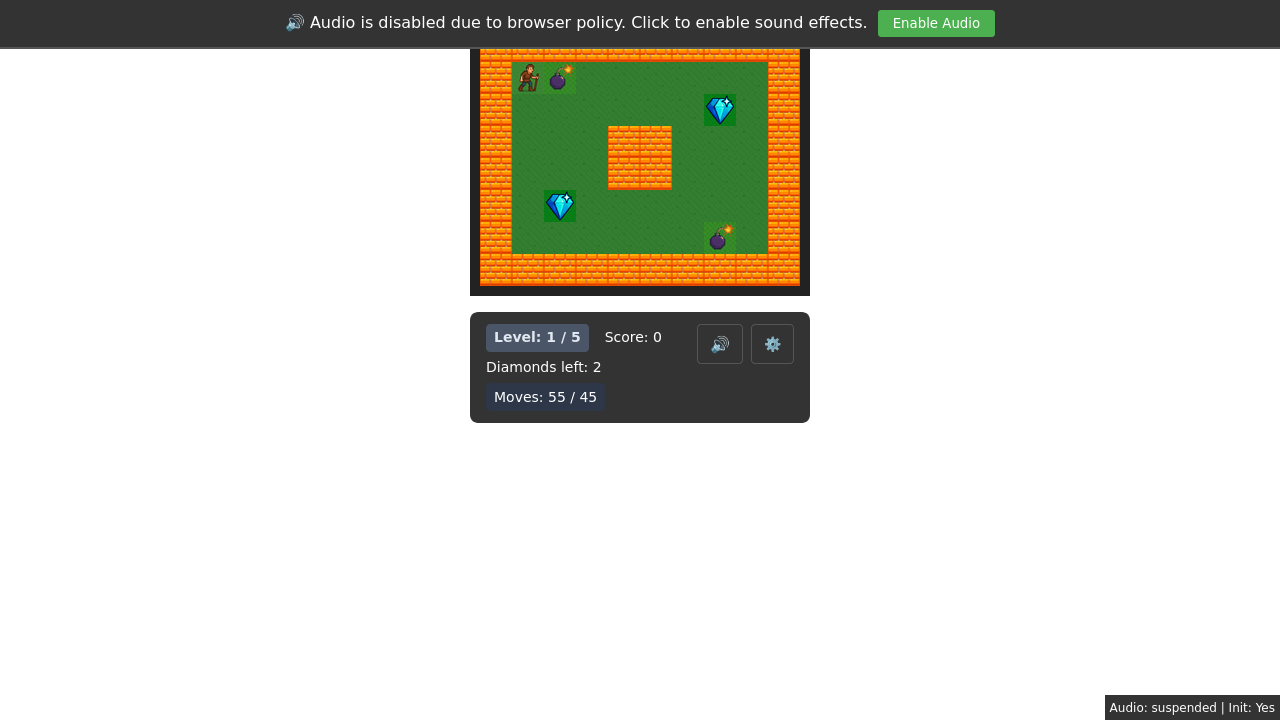 🔊 Audio is disabled due to browser policy. Click to enable sound effects. Enable Audio
Level: 1 / 5 Score: 0
Diamonds left: 2
Moves: 55 / 45
Audio: suspended | Init: Yes